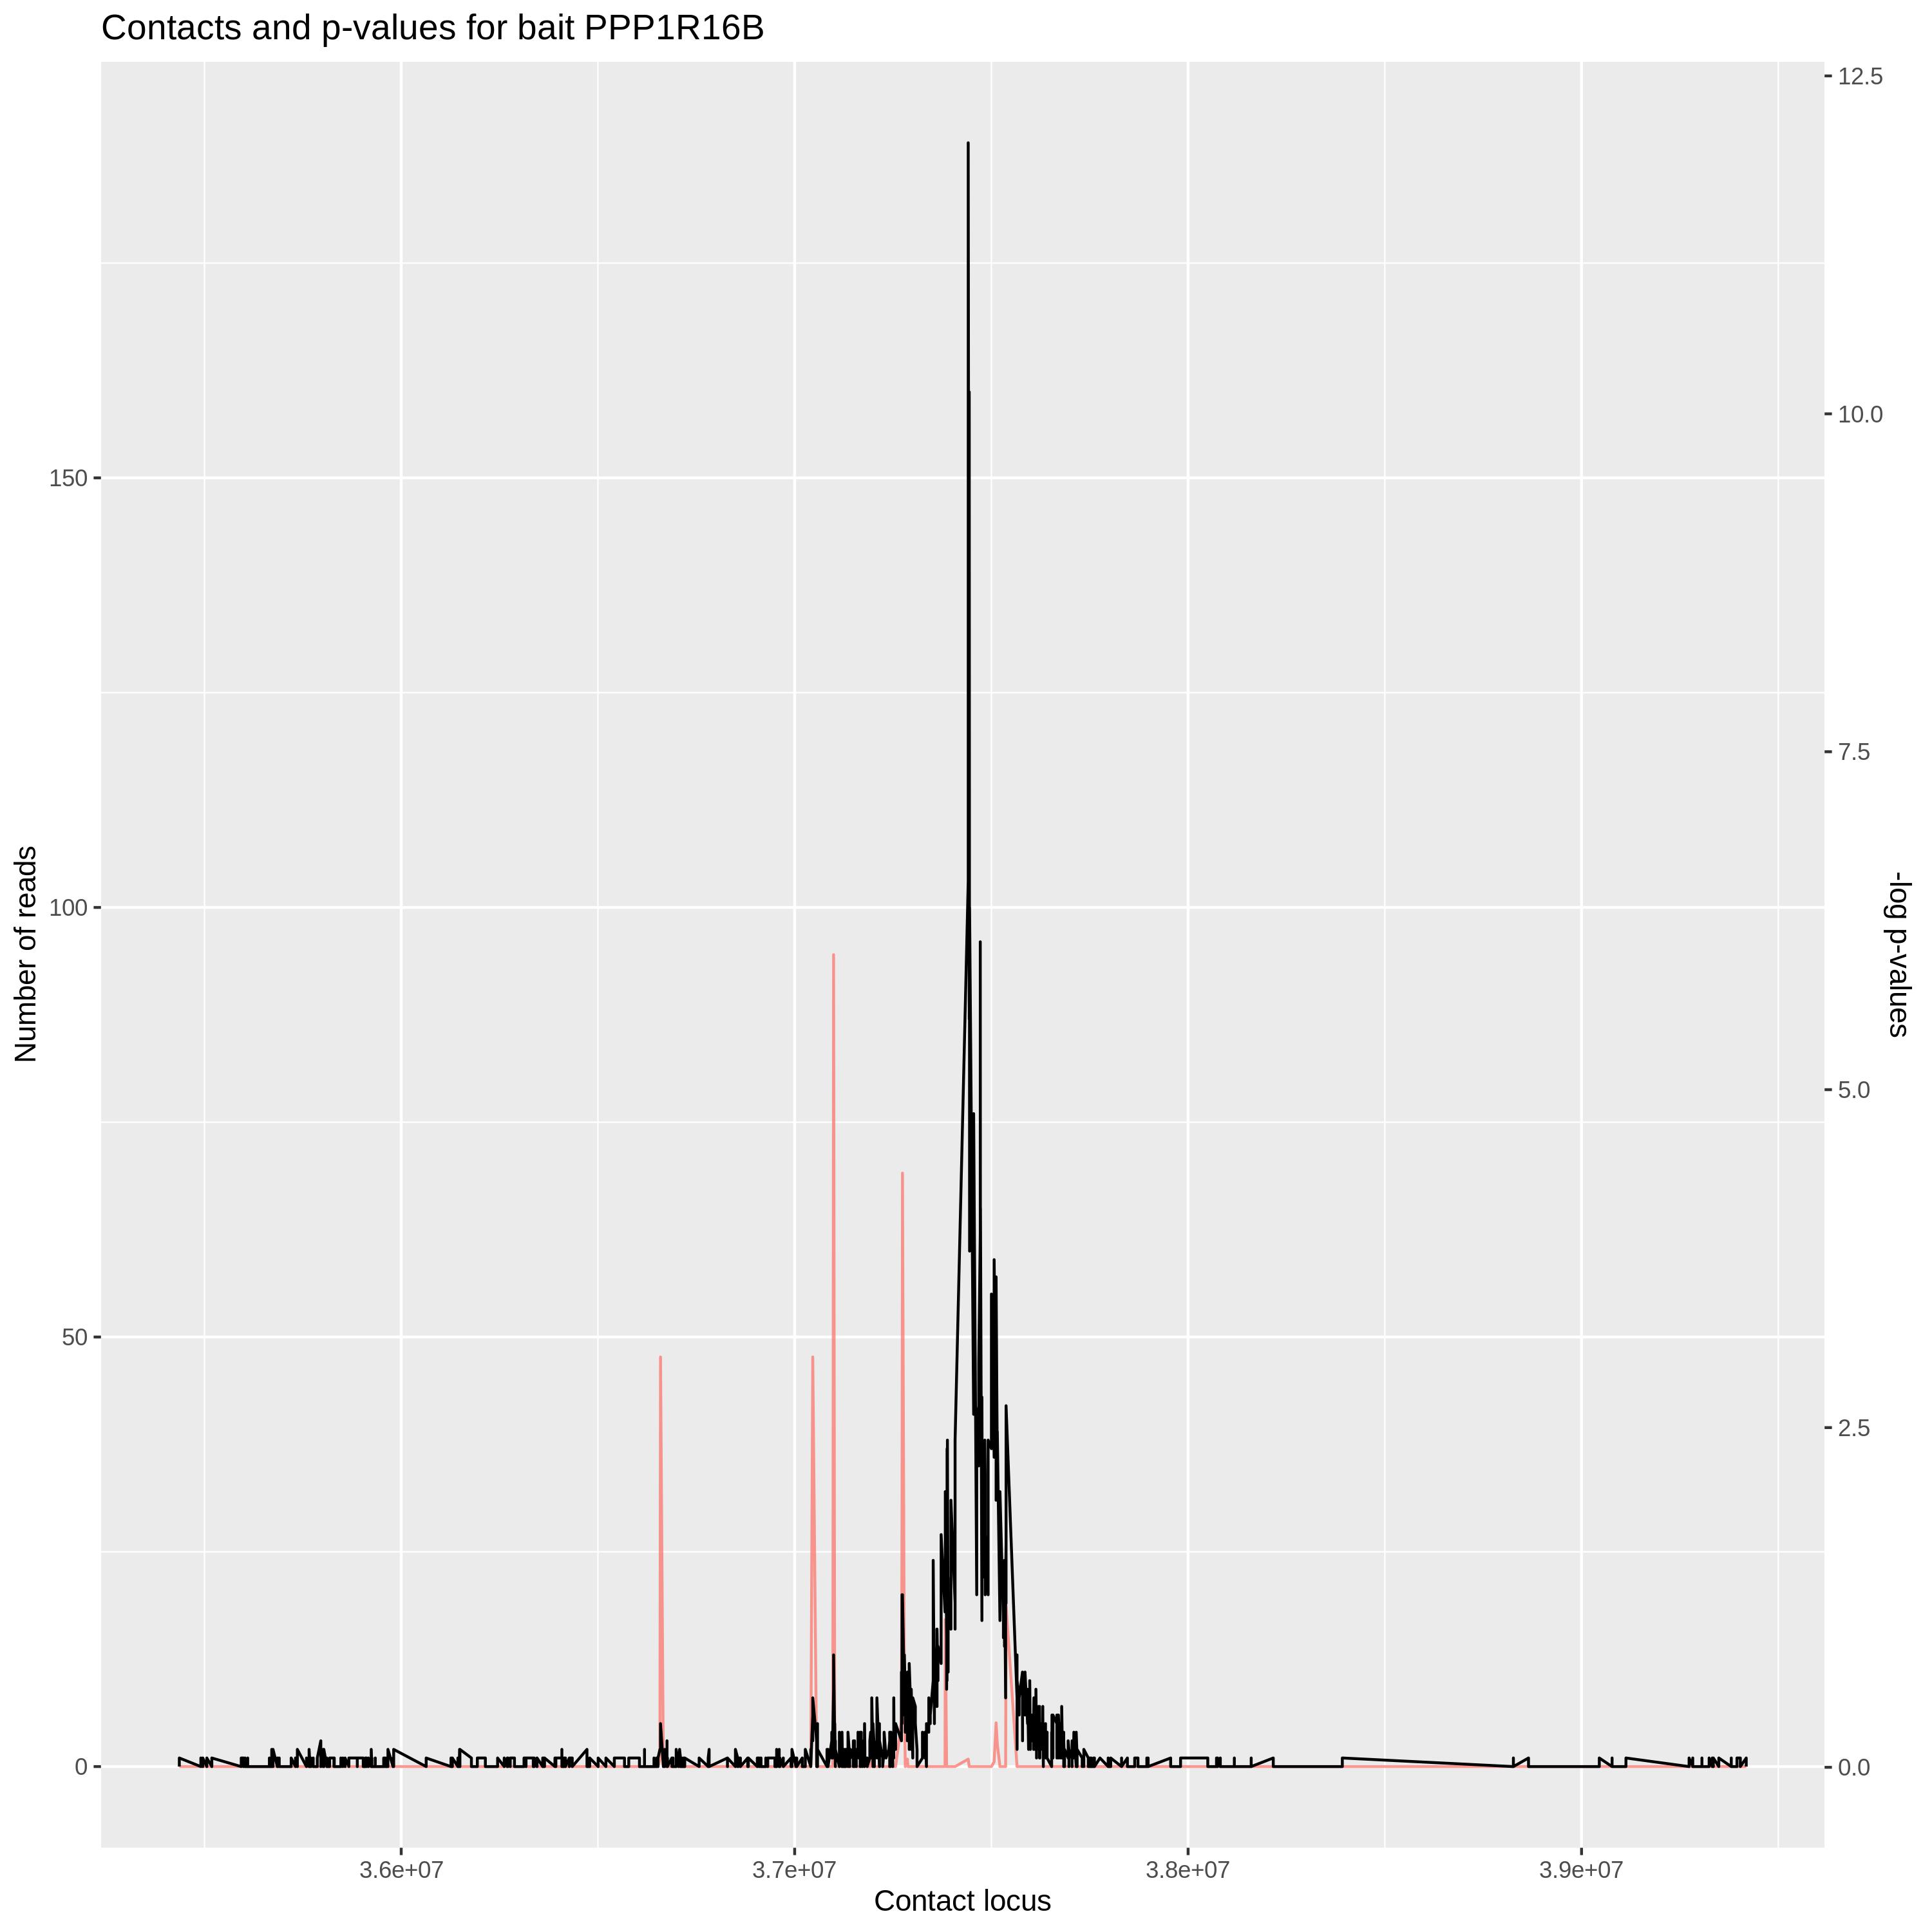 Contacts and p-values for bait PPP1R16B
12.5
10.0
7.5
5.0
2.5
0.0
-log p-values
150
100
50
0
Number of reads
3.6e+07 3.7e+07 3.8e+07 3.9e+07
Contact locus